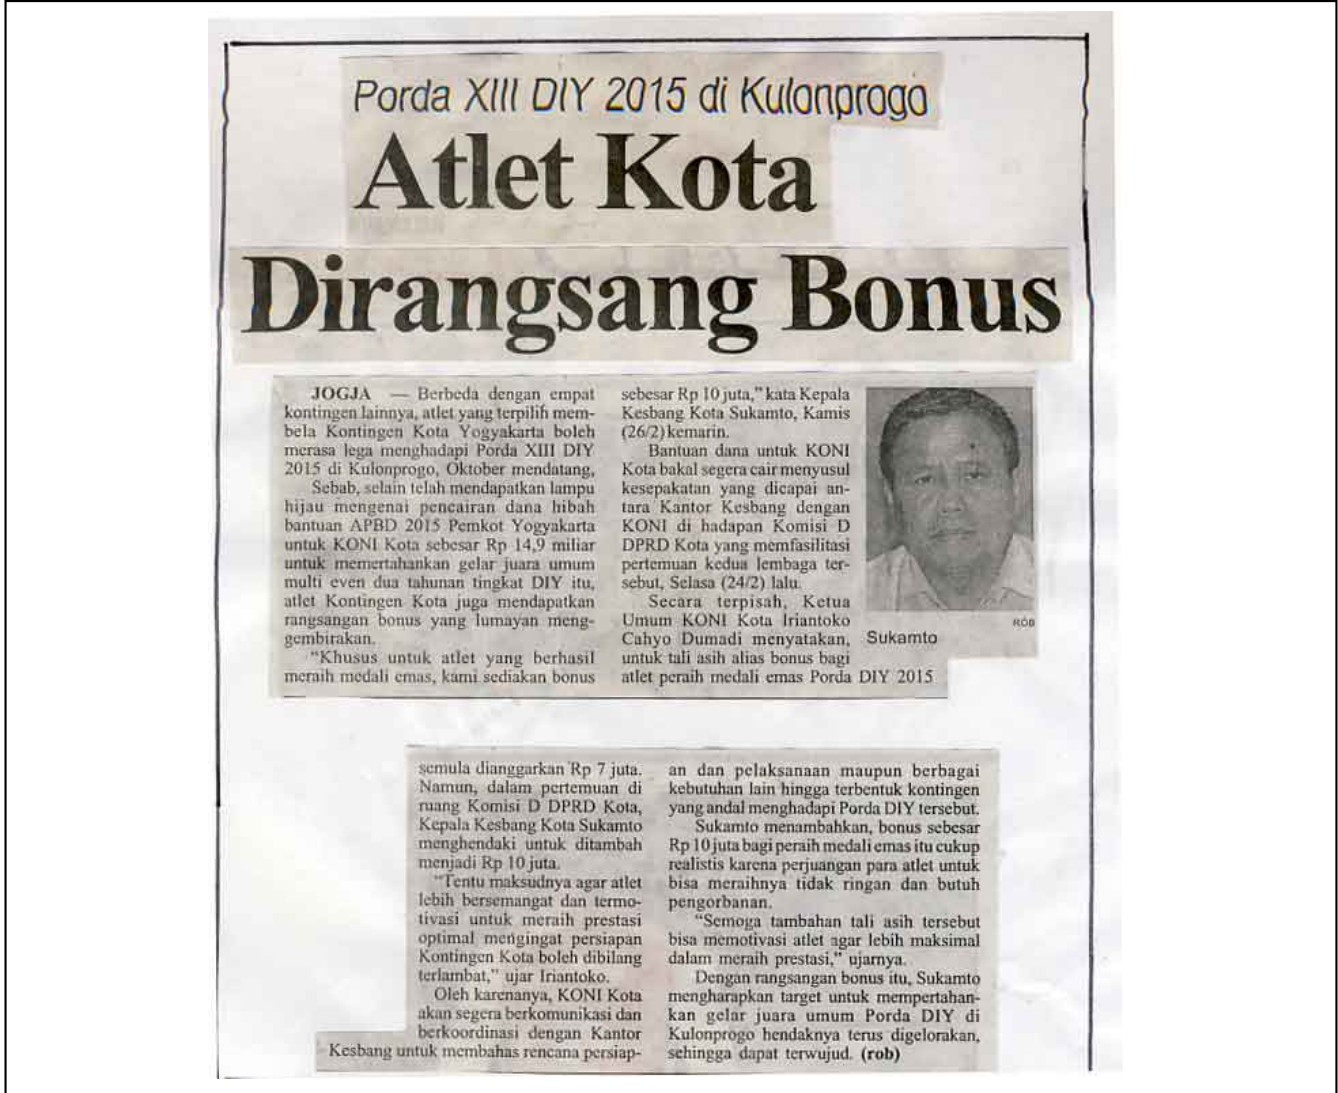 Porda XIII DIY 2015 di Kulonprogo
Atlet Kota
Dirangsang Bonus
JOGJA — Berbeda dengan empat
kontingen lainnya, atlet yang terpilih mem-
bela Kontingen Kota Yogyakarta boleh
merasa lega menghadapi Porda XIII DIY
2015 di Kulonprogo, Oktober mendatang,
Sebab, selain telah mendapatkan lampu
hijau mengenai pencairan dana hibah
bantuan APBD 2015 Pemkot Yogyakarta
untuk KONI Kota sebesar Rp 14,9 miliar
untuk memertahankan gelar juara umum
multi even dua tahunan tingkat DIY itu,
atlet Kontingen Kota juga mendapatkan
rangsangan bonus yang lumayan meng-
gembirakan.
"Khusus untuk atlet yang berhasil
meraih medali emas, kami sediakan bonus
sebesar Rp 10 juta," kata Kepala
Kesbang Kota Sukamto, Kamis
(26/2) kemarin.
Bantuan dana untuk KONI
Kota bakal segera cair menyusul
kesepakatan yang dicapai an-
tara Kantor Kesbang dengan
KONI di hadapan Komisi D
DPRD Kota yang memfasilitasi
pertemuan kedua lembaga ter-
sebut, Selasa (24/2) lalu.
Secara terpisah, Ketua
Umum KONI Kota Iriantoko
Cahyo Dumadi menyatakan,
untuk tali asih alias bonus bagi
atlet peraih medali emas Porda DIY 2015
ROB
Sukamto
semula dianggarkan Rp 7 juta.
Namun, dalam pertemuan di
ruang Komisi D DPRD Kota,
Kepala Kesbang Kota Sukamto
menghendaki untuk ditambah
menjadi Rp 10 juta.
"Tentu maksudnya agar atlet
lebih bersemangat dan termo-
tivasi untuk meraih prestasi
optimal mengingat persiapan
Kontingen Kota boleh dibilang
terlambat," ujar Iriantoko.
Oleh karenanya, KONI Kota
akan segera berkomunikasi dan
berkoordinasi dengan Kantor
Kesbang untuk membahas rencana persiap-
an dan pelaksanaan maupun berbagai
kebutuhan lain hingga terbentuk kontingen
yang andal menghadapi Porda DIY tersebut.
Sukamto menambahkan, bonus sebesar
Rp 10 juta bagi peraih medali emas itu cukup
realistis karena perjuangan para atlet untuk
bisa meraihnya tidak ringan dan butuh
pengorbanan.
"Semoga tambahan tali asih tersebut
bisa memotivasi atlet agar lebih maksimal
dalam meraih prestasi," ujarnya.
Dengan rangsangan bonus itu, Sukamto
mengharapkan target untuk mempertahan-
kan gelar juara umum Porda DIY di
Kulonprogo hendaknya terus digelorakan,
sehingga dapat terwujud. (rob)